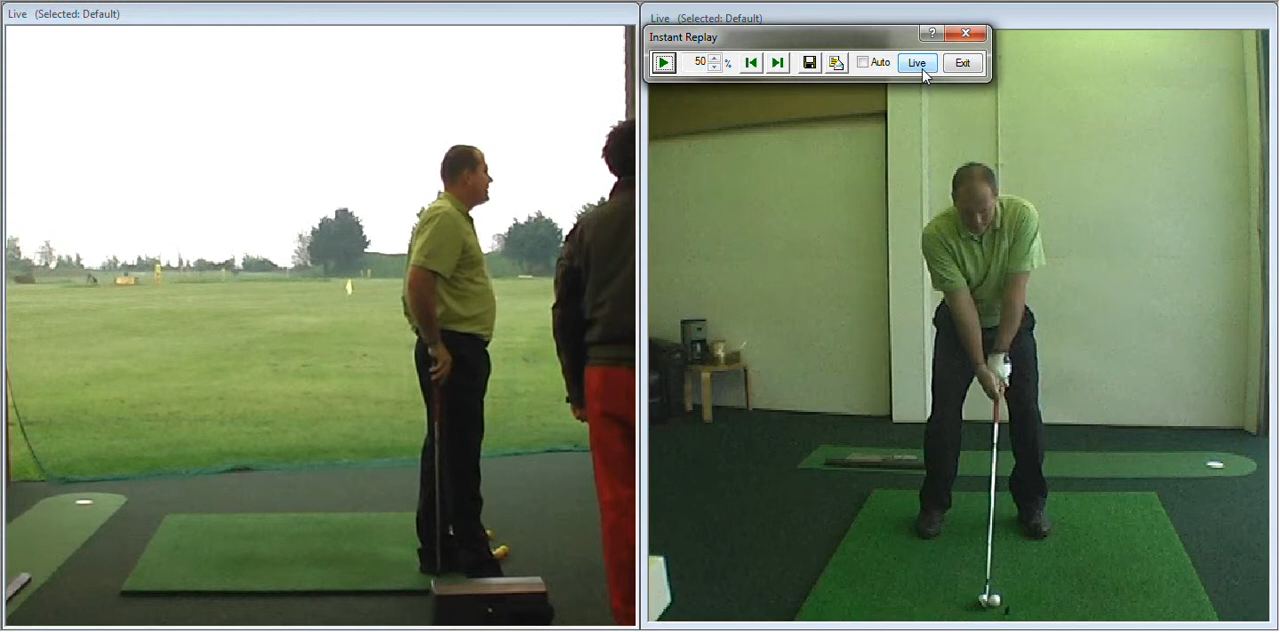 Live (Selected: Default)
Live (Selected: Default)
Instant Replay
?
50 %
Auto
Live
Exit